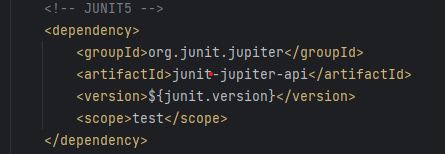 <!-- JUNIT5 -->
<dependency>
    <groupId>org.junit.jupiter</groupId>
    <artifactId>junit-jupiter-api</artifactId>
    <version>${junit.version}</version>
    <scope>test</scope>
</dependency>